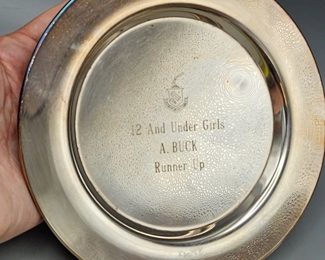 12 And Under Girls
A. BUCK
Runner Up